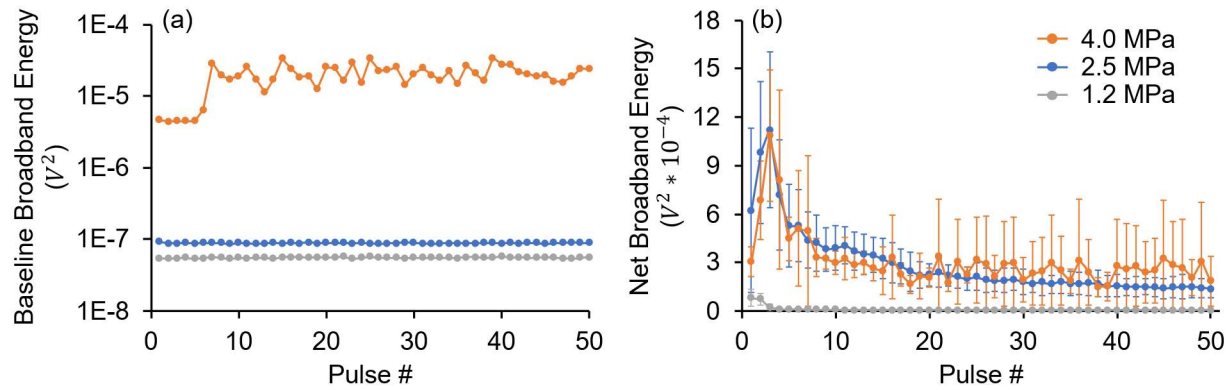 (a)
Baseline Broadband Energy
(V²)
1E-4
1E-5
1E-6
1E-7
1E-8
0 10 20 30 40 50
Pulse #
(b)
Net Broadband Energy
(V² * 10⁻⁴)
18
15
12
9
6
3
0
0 10 20 30 40 50
Pulse #
4.0 MPa
2.5 MPa
1.2 MPa